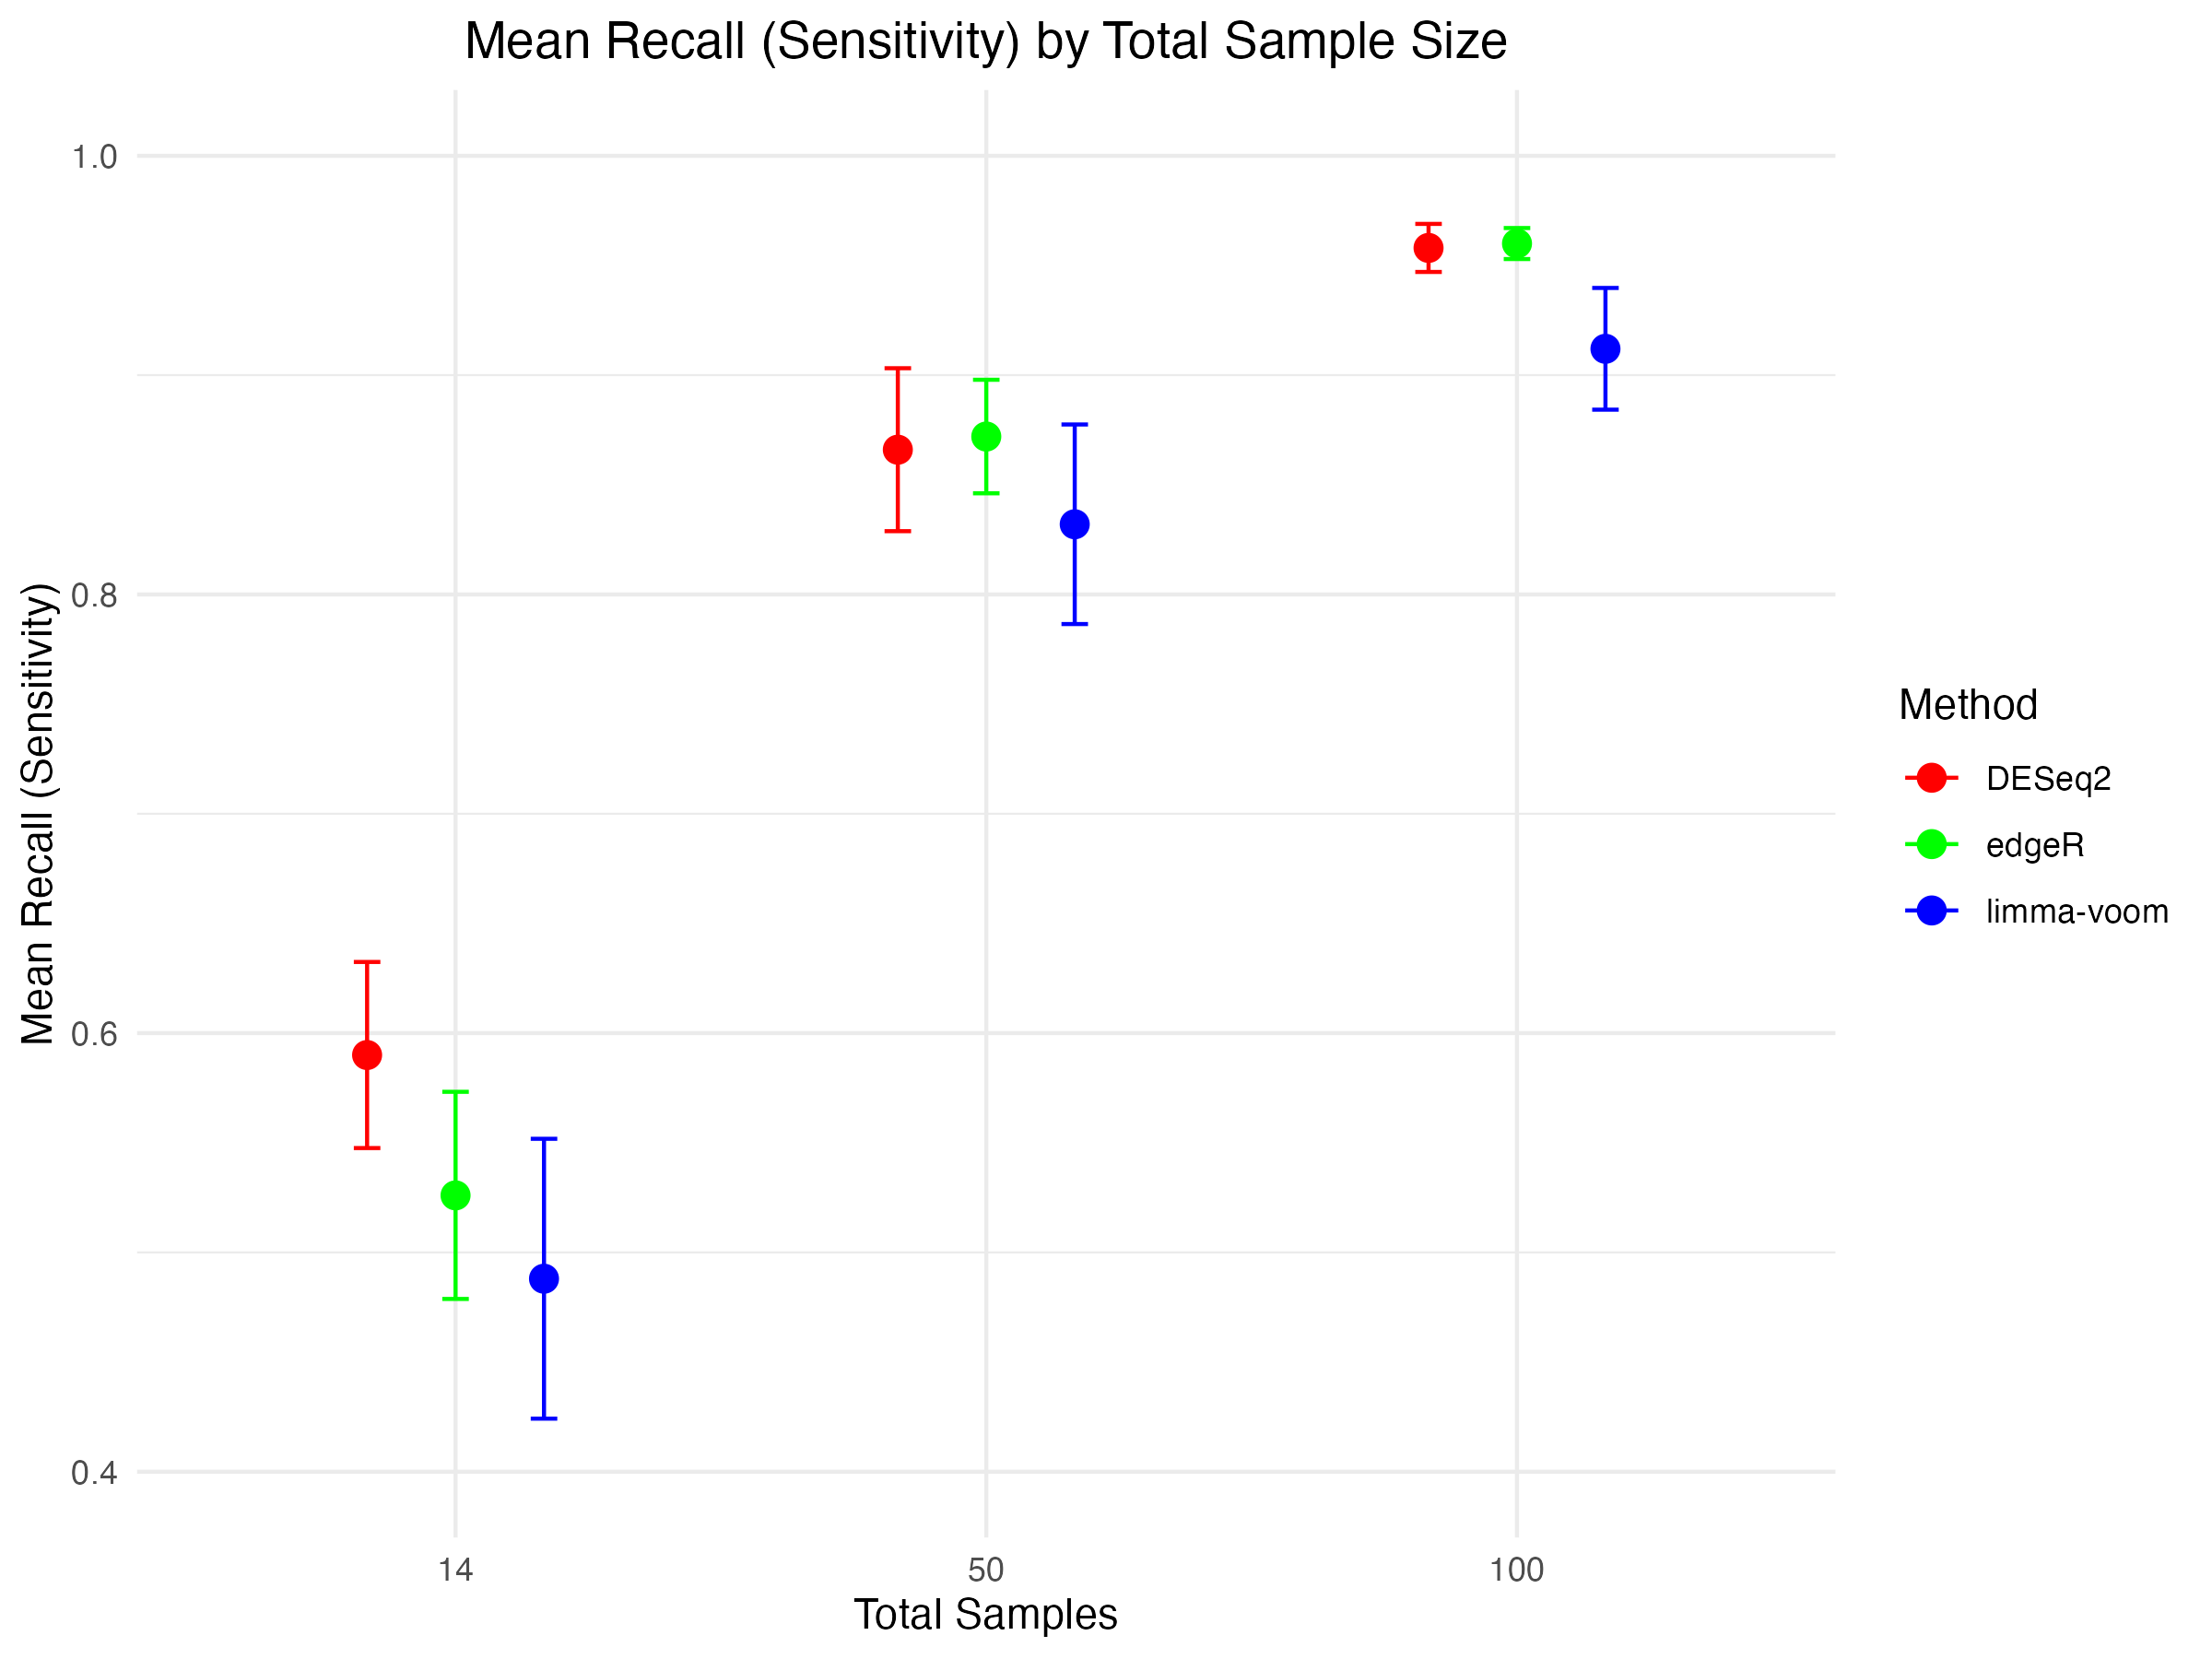 Mean Recall (Sensitivity) by Total Sample Size
Mean Recall (Sensitivity)
1.0
0.8
0.6
0.4
14
50
100
Total Samples
Method
DESeq2
edgeR
limma-voom